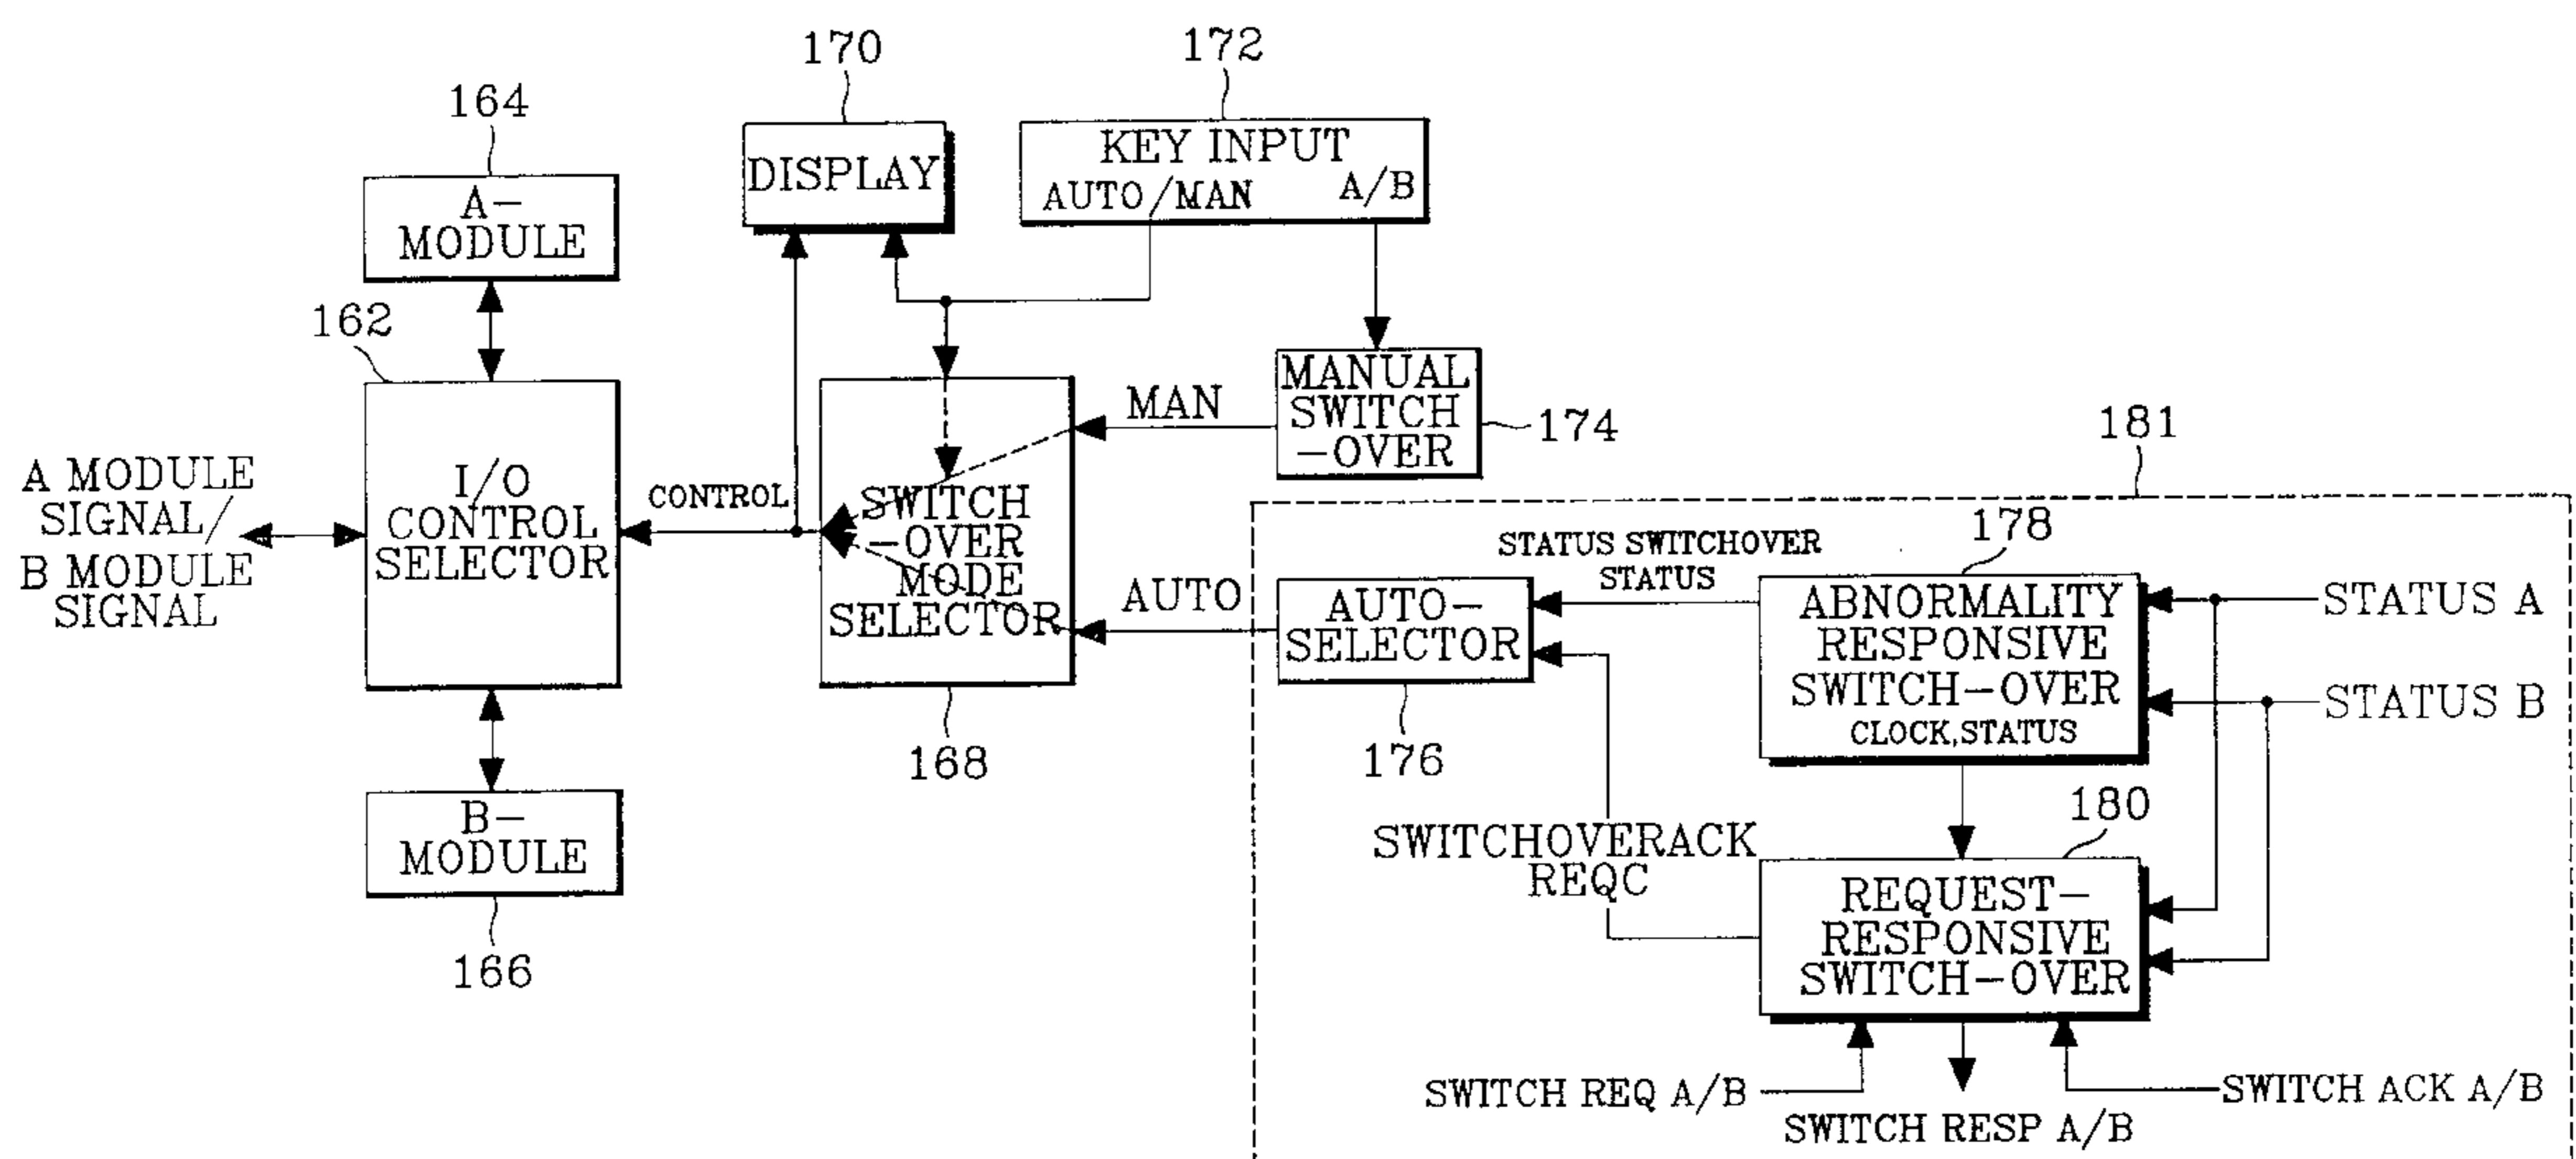 170
172
164
DISPLAY
KEY INPUT
AUTO/MAN A/B
A-
MODULE
162
MANUAL
SWITCH
-OVER
174
MAN
181
A MODULE
SIGNAL/
B MODULE
SIGNAL
I/O
CONTROL
SELECTOR
CONTROL
SWITCH
-OVER
MODE
SELECTOR
168
AUTO
AUTO-
SELECTOR
176
STATUS SWITCHOVER
STATUS
178
ABNORMALITY
RESPONSIVE
SWITCH-OVER
CLOCK,STATUS
STATUS A
STATUS B
B-
MODULE
166
SWITCHOVERACK
REQC
180
REQUEST-
RESPONSIVE
SWITCH-OVER
SWITCH REQ A/B
SWITCH RESP A/B
SWITCH ACK A/B